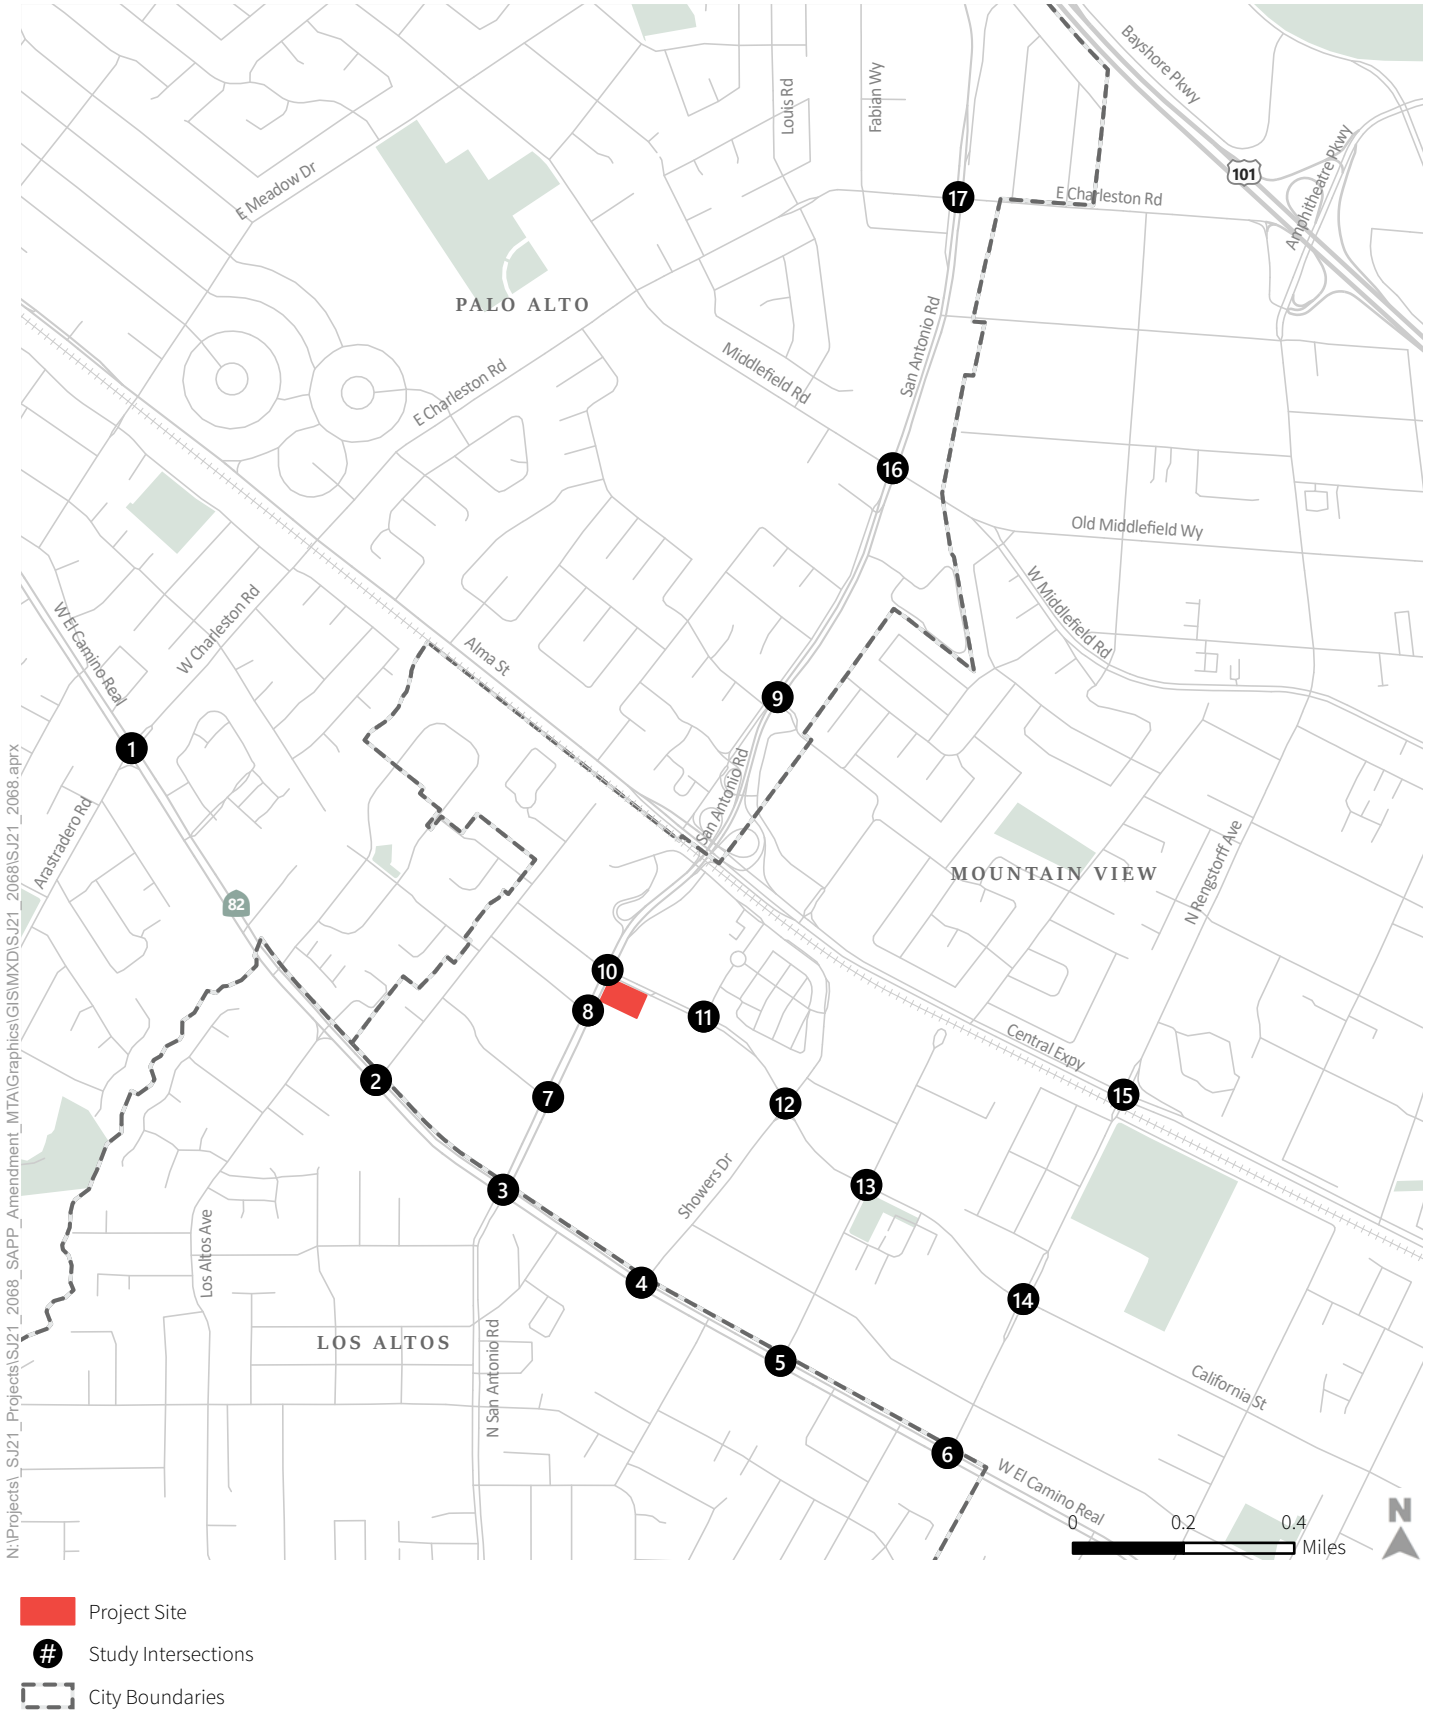 Bayshore Pkwy
Louis Rd
Fabian Wy
101
Amphitheatre Pkwy
E Meadow Dr
17
E Charleston Rd
PALO ALTO
San Antonio Rd
Middlefield Rd
E Charleston Rd
16
Old Middlefield Wy
W Middlefield Rd
W El Camino Real
W Charleston Rd
Alma St
9
1
San Antonio Rd
Arastradero Rd
MOUNTAIN VIEW
N Rengstorff Ave
82
10
8
11
Central Expy
2
7
12
15
3
Showers Dr
13
Los Altos Ave
4
14
LOS ALTOS
N San Antonio Rd
5
California St
6
W El Camino Real
N
0 0.2 0.4
Miles
N:\Projects\_SJ21_Projects\SJ21_2068_SAPP_Amendment_MTA\Graphics\GIS\MXD\SJ21_2068\SJ21_2068.aprx
Project Site
# Study Intersections
City Boundaries